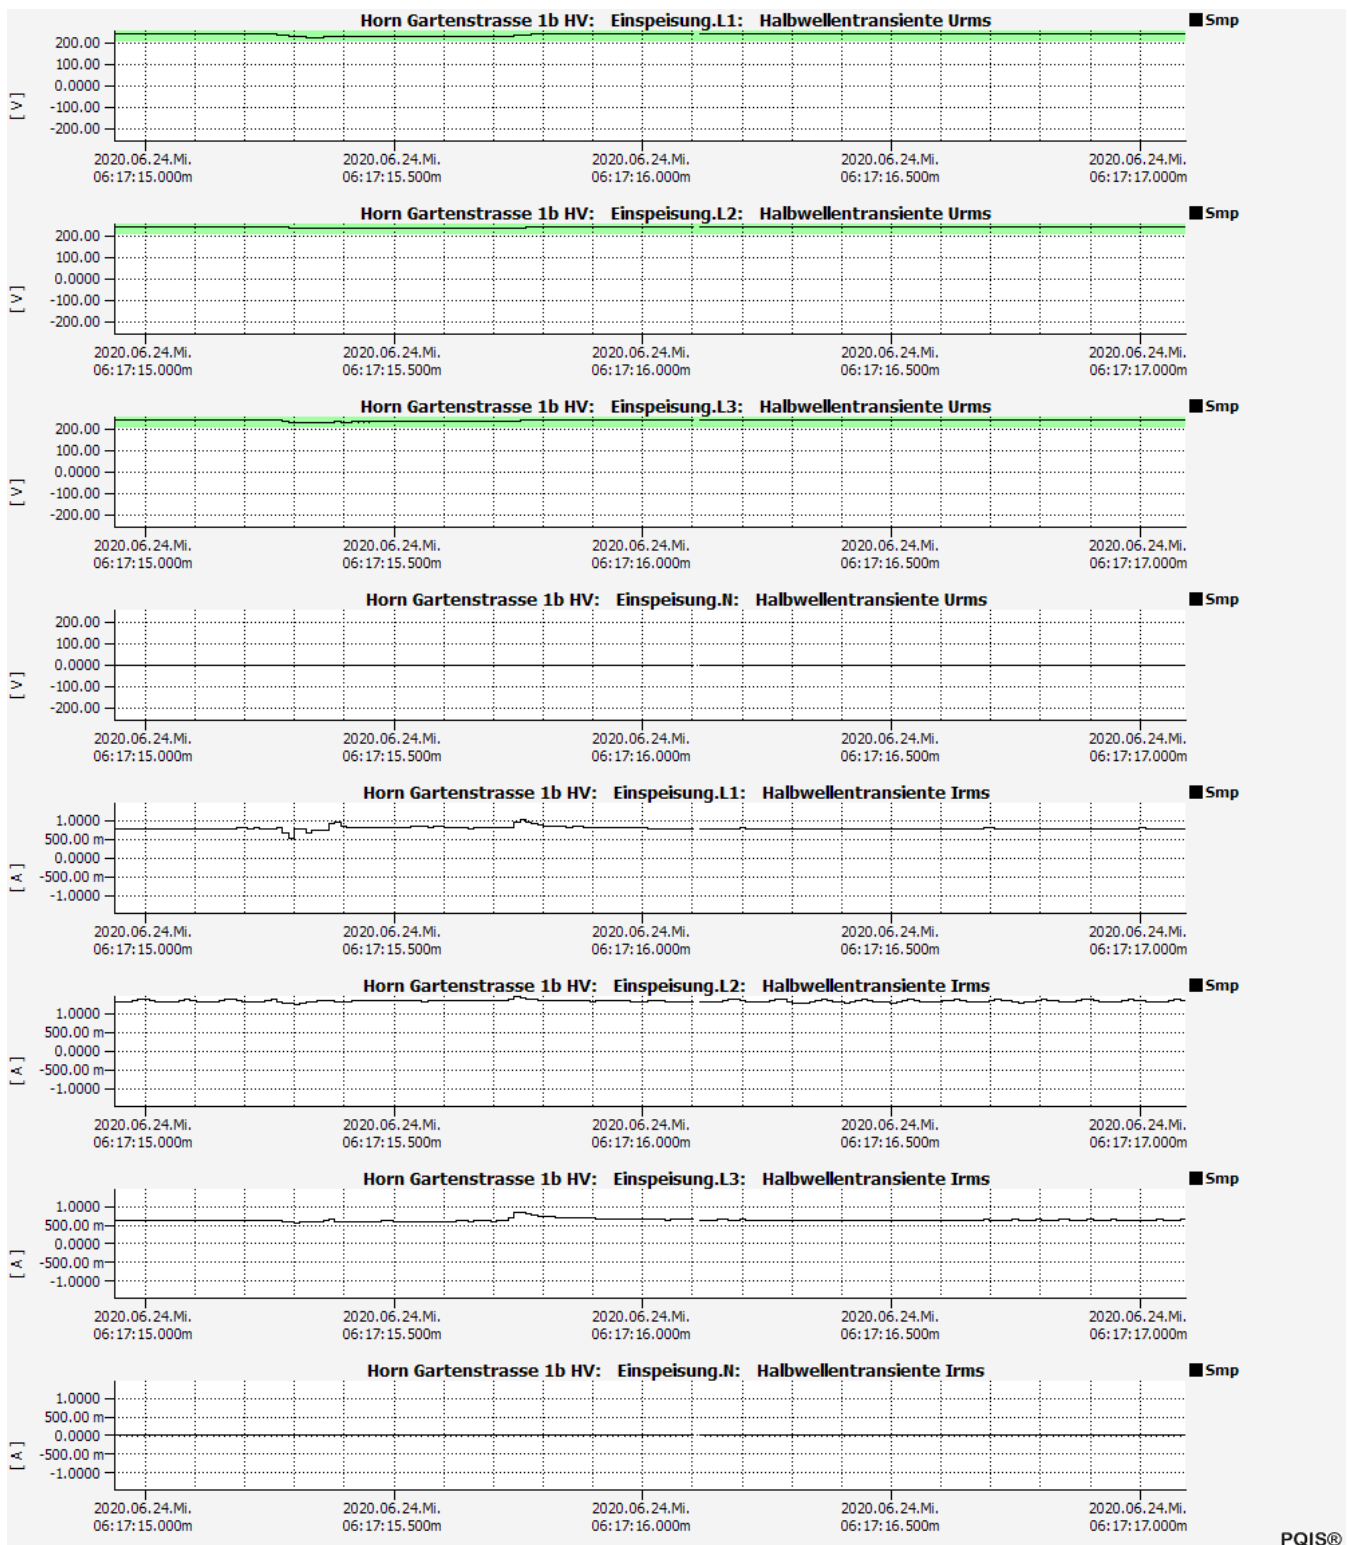 Horn Gartenstrasse 1b HV: Einspeisung.L1: Halbwellentransiente Urms
Smp
200.00
100.00
0.0000
-100.00
-200.00
[ V ]
2020.06.24.Mi. 2020.06.24.Mi. 2020.06.24.Mi. 2020.06.24.Mi. 2020.06.24.Mi.
06:17:15.000m 06:17:15.500m 06:17:16.000m 06:17:16.500m 06:17:17.000m
Horn Gartenstrasse 1b HV: Einspeisung.L2: Halbwellentransiente Urms
Smp
200.00
100.00
0.0000
-100.00
-200.00
[ V ]
2020.06.24.Mi. 2020.06.24.Mi. 2020.06.24.Mi. 2020.06.24.Mi. 2020.06.24.Mi.
06:17:15.000m 06:17:15.500m 06:17:16.000m 06:17:16.500m 06:17:17.000m
Horn Gartenstrasse 1b HV: Einspeisung.L3: Halbwellentransiente Urms
Smp
200.00
100.00
0.0000
-100.00
-200.00
[ V ]
2020.06.24.Mi. 2020.06.24.Mi. 2020.06.24.Mi. 2020.06.24.Mi. 2020.06.24.Mi.
06:17:15.000m 06:17:15.500m 06:17:16.000m 06:17:16.500m 06:17:17.000m
Horn Gartenstrasse 1b HV: Einspeisung.N: Halbwellentransiente Urms
Smp
200.00
100.00
0.0000
-100.00
-200.00
[ V ]
2020.06.24.Mi. 2020.06.24.Mi. 2020.06.24.Mi. 2020.06.24.Mi. 2020.06.24.Mi.
06:17:15.000m 06:17:15.500m 06:17:16.000m 06:17:16.500m 06:17:17.000m
Horn Gartenstrasse 1b HV: Einspeisung.L1: Halbwellentransiente Irms
Smp
1.0000
500.00 m
0.0000
-500.00 m
-1.0000
[ A ]
2020.06.24.Mi. 2020.06.24.Mi. 2020.06.24.Mi. 2020.06.24.Mi. 2020.06.24.Mi.
06:17:15.000m 06:17:15.500m 06:17:16.000m 06:17:16.500m 06:17:17.000m
Horn Gartenstrasse 1b HV: Einspeisung.L2: Halbwellentransiente Irms
Smp
1.0000
500.00 m
0.0000
-500.00 m
-1.0000
[ A ]
2020.06.24.Mi. 2020.06.24.Mi. 2020.06.24.Mi. 2020.06.24.Mi. 2020.06.24.Mi.
06:17:15.000m 06:17:15.500m 06:17:16.000m 06:17:16.500m 06:17:17.000m
Horn Gartenstrasse 1b HV: Einspeisung.L3: Halbwellentransiente Irms
Smp
1.0000
500.00 m
0.0000
-500.00 m
-1.0000
[ A ]
2020.06.24.Mi. 2020.06.24.Mi. 2020.06.24.Mi. 2020.06.24.Mi. 2020.06.24.Mi.
06:17:15.000m 06:17:15.500m 06:17:16.000m 06:17:16.500m 06:17:17.000m
Horn Gartenstrasse 1b HV: Einspeisung.N: Halbwellentransiente Irms
Smp
1.0000
500.00 m
0.0000
-500.00 m
-1.0000
[ A ]
2020.06.24.Mi. 2020.06.24.Mi. 2020.06.24.Mi. 2020.06.24.Mi. 2020.06.24.Mi.
06:17:15.000m 06:17:15.500m 06:17:16.000m 06:17:16.500m 06:17:17.000m
PQIS®